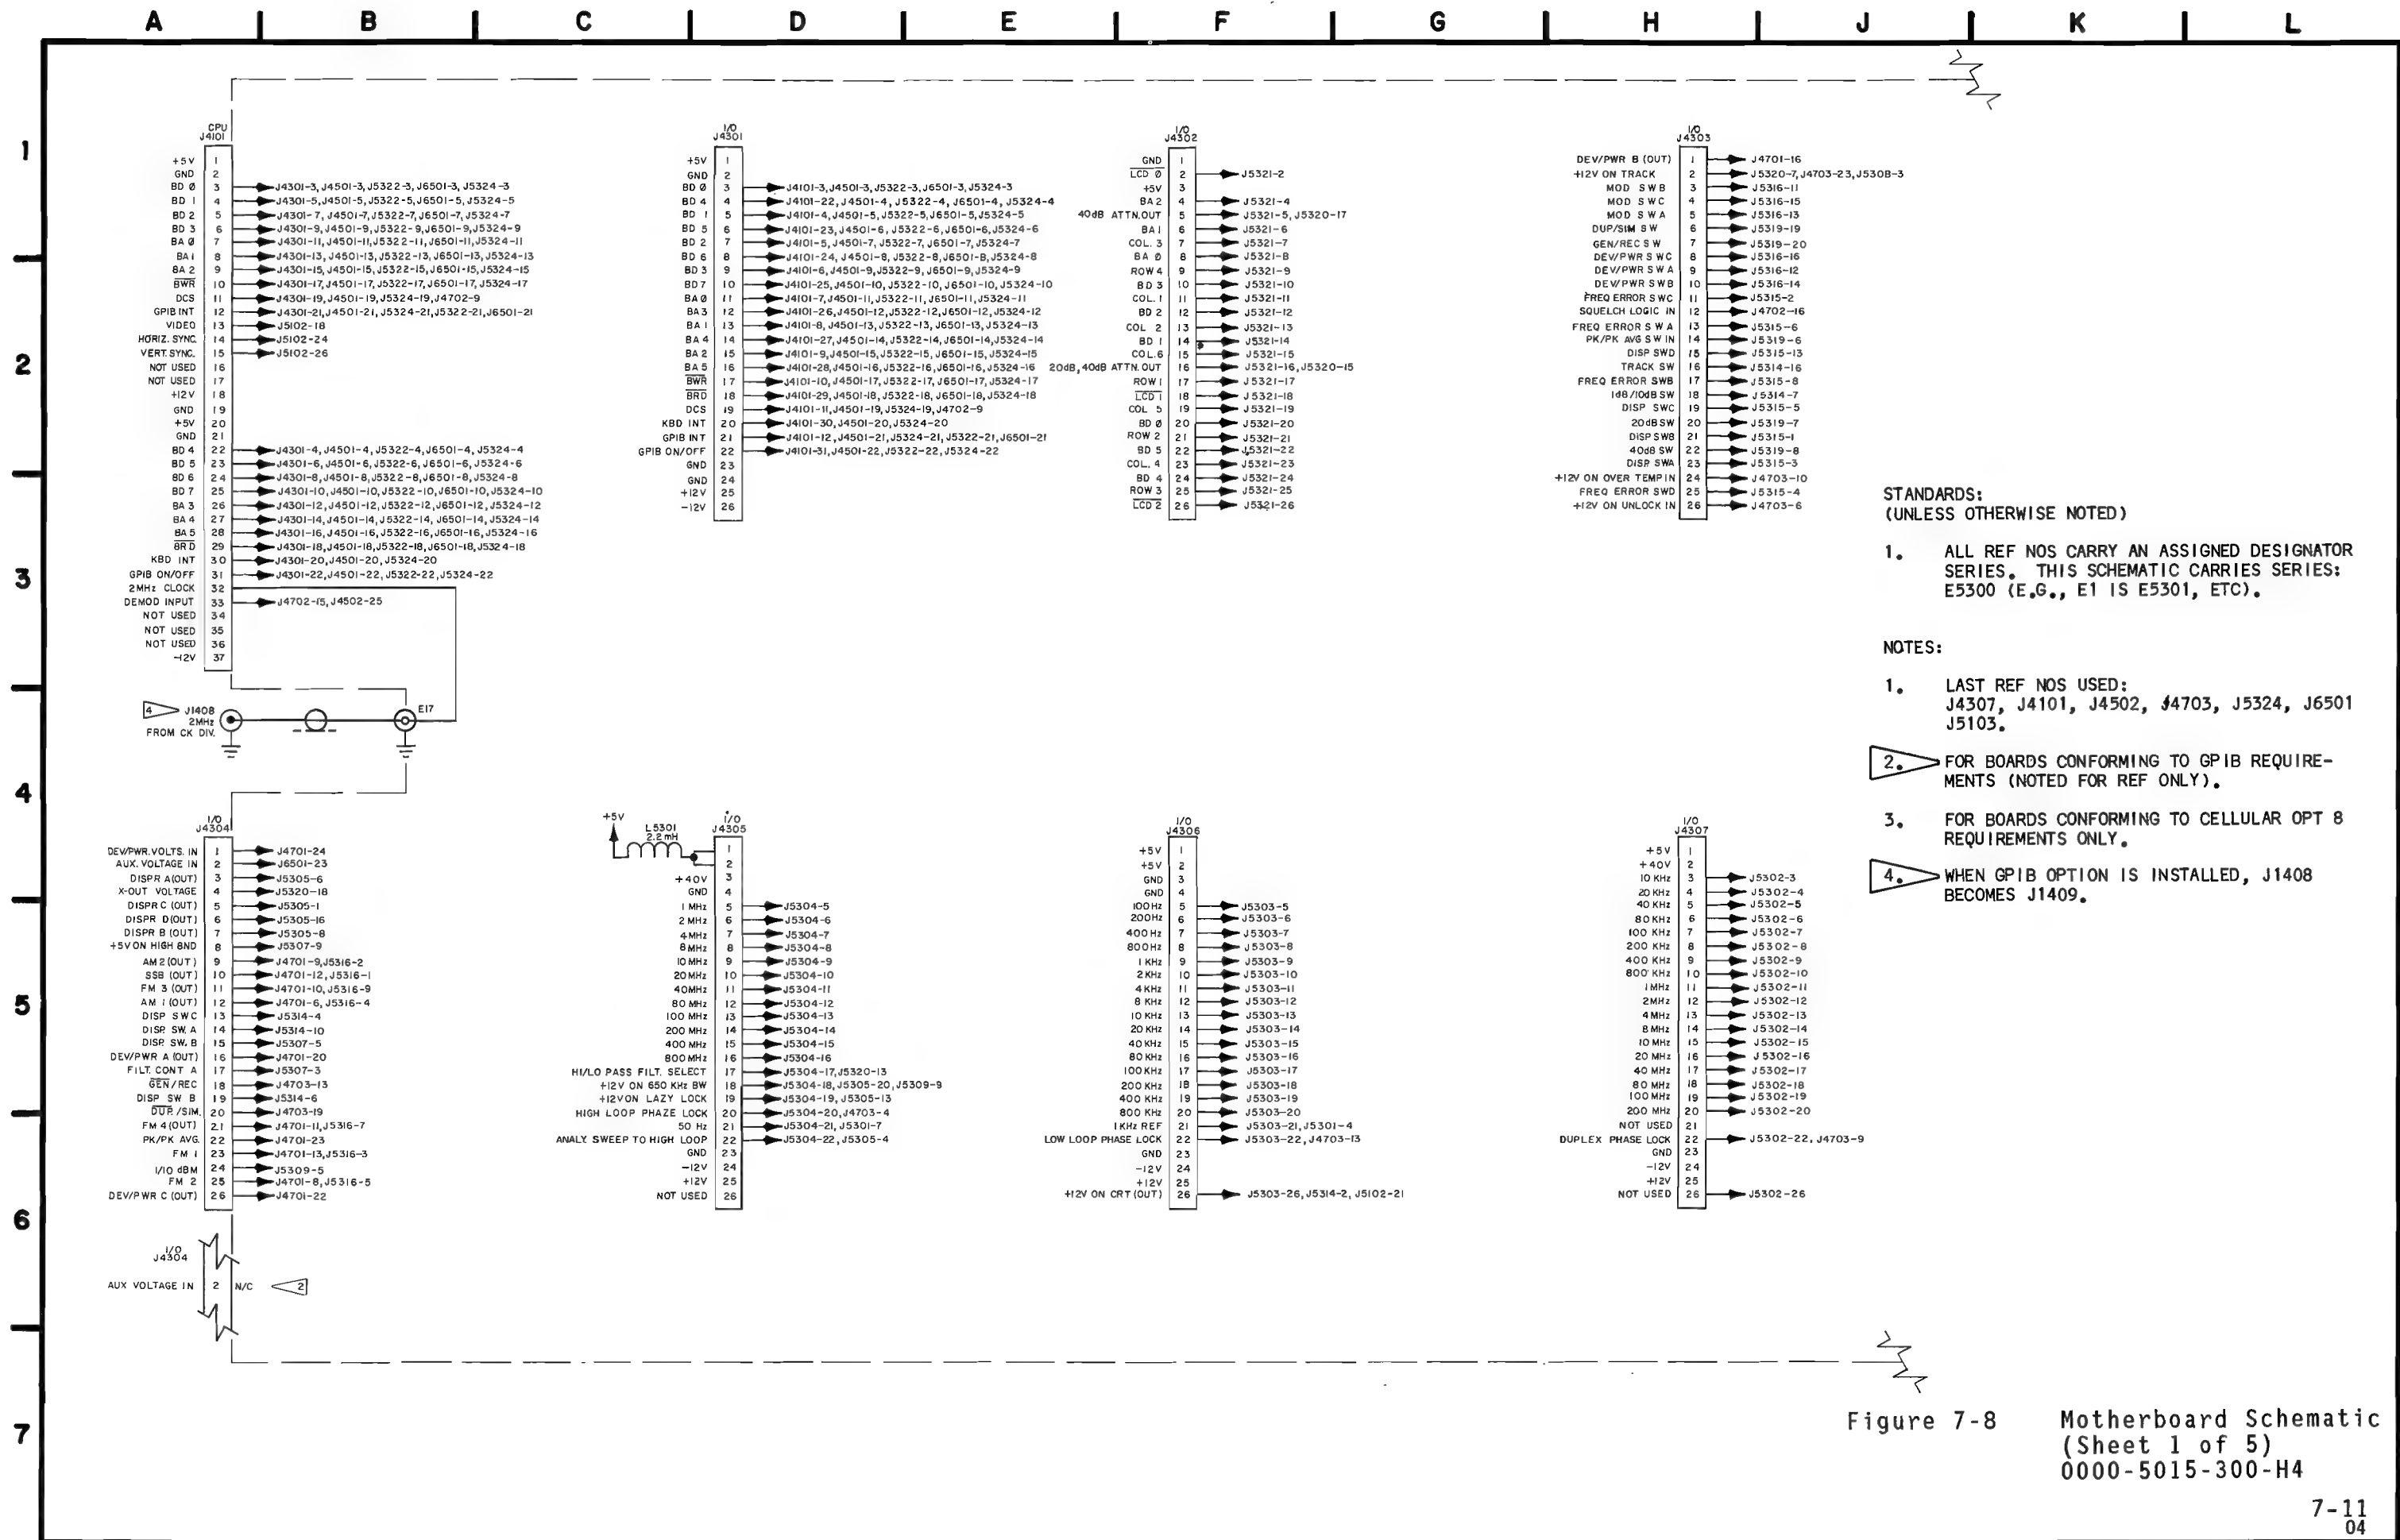 A B C D E F G H J K L
1
2
3
4
5
6
7
CPU
J4101
+5V 1
GND 2
BD Ø 3 J4301-3, J4501-3, J5322-3, J6501-3, J5324-3
BD 1 4 J4301-5, J4501-5, J5322-5, J6501-5, J5324-5
BD 2 5 J4301-7, J4501-7, J5322-7, J6501-7, J5324-7
BD 3 6 J4301-9, J4501-9, J5322-9, J6501-9, J5324-9
BA Ø 7 J4301-11, J4501-11, J5322-11, J6501-11, J5324-11
BA 1 8 J4301-13, J4501-13, J5322-13, J6501-13, J5324-13
BA 2 9 J4301-15, J4501-15, J5322-15, J6501-15, J5324-15
BWR 10 J4301-17, J4501-17, J5322-17, J6501-17, J5324-17
DCS 11 J4301-19, J4501-19, J5324-19, J4702-9
GPIB INT 12 J4301-21, J4501-21, J5324-21, J5322-21, J6501-21
VIDEO 13 J5102-18
HORIZ. SYNC. 14 J5102-24
VERT. SYNC. 15 J5102-26
NOT USED 16
NOT USED 17
+12V 18
GND 19
+5V 20
GND 21
BD 4 22 J4301-4, J4501-4, J5322-4, J6501-4, J5324-4
BD 5 23 J4301-6, J4501-6, J5322-6, J6501-6, J5324-6
BD 6 24 J4301-8, J4501-8, J5322-8, J6501-8, J5324-8
BD 7 25 J4301-10, J4501-10, J5322-10, J6501-10, J5324-10
BA 3 26 J4301-12, J4501-12, J5322-12, J6501-12, J5324-12
BA 4 27 J4301-14, J4501-14, J5322-14, J6501-14, J5324-14
BA 5 28 J4301-16, J4501-16, J5322-16, J6501-16, J5324-16
BRD 29 J4301-18, J4501-18, J5322-18, J6501-18, J5324-18
KBD INT 30 J4301-20, J4501-20, J5324-20
GPIB ON/OFF 31 J4301-22, J4501-22, J5322-22, J5324-22
2MHz CLOCK 32
DEMOD INPUT 33 J4702-15, J4502-25
NOT USED 34
NOT USED 35
NOT USED 36
-12V 37
4 J1408
2MHz
FROM CK DIV.
E17
I/O
J4301
+5V 1
GND 2
BD Ø 3 J4101-3, J4501-3, J5322-3, J6501-3, J5324-3
BD 4 4 J4101-22, J4501-4, J5322-4, J6501-4, J5324-4
BD 1 5 J4101-4, J4501-5, J5322-5, J6501-5, J5324-5
BD 5 6 J4101-23, J4501-6, J5322-6, J6501-6, J5324-6
BD 2 7 J4101-5, J4501-7, J5322-7, J6501-7, J5324-7
BD 6 8 J4101-24, J4501-8, J5322-8, J6501-8, J5324-8
BD 3 9 J4101-6, J4501-9, J5322-9, J6501-9, J5324-9
BD 7 10 J4101-25, J4501-10, J5322-10, J6501-10, J5324-10
BA Ø 11 J4101-7, J4501-11, J5322-11, J6501-11, J5324-11
BA 3 12 J4101-26, J4501-12, J5322-12, J6501-12, J5324-12
BA 1 13 J4101-8, J4501-13, J5322-13, J6501-13, J5324-13
BA 4 14 J4101-27, J4501-14, J5322-14, J6501-14, J5324-14
BA 2 15 J4101-9, J4501-15, J5322-15, J6501-15, J5324-15
BA 5 16 J4101-28, J4501-16, J5322-16, J6501-16, J5324-16
BWR 17 J4101-10, J4501-17, J5322-17, J6501-17, J5324-17
BRD 18 J4101-29, J4501-18, J5322-18, J6501-18, J5324-18
DCS 19 J4101-11, J4501-19, J5324-19, J4702-9
KBD INT 20 J4101-30, J4501-20, J5324-20
GPIB INT 21 J4101-12, J4501-21, J5324-21, J5322-21, J6501-21
GPIB ON/OFF 22 J4101-31, J4501-22, J5322-22, J5324-22
GND 23
GND 24
+12V 25
-12V 26
I/O
J4302
GND 1
LCD Ø 2 J5321-2
+5V 3
BA 2 4 J5321-4
40dB ATTN.OUT 5 J5321-5, J5320-17
BA 1 6 J5321-6
COL. 3 7 J5321-7
BA Ø 8 J5321-8
ROW 4 9 J5321-9
BD 3 10 J5321-10
COL. 1 11 J5321-11
BD 2 12 J5321-12
COL 2 13 J5321-13
BD 1 14 J5321-14
COL. 6 15 J5321-15
20dB, 40dB ATTN. OUT 16 J5321-16, J5320-15
ROW 1 17 J5321-17
LCD 1 18 J5321-18
COL 5 19 J5321-19
BD Ø 20 J5321-20
ROW 2 21 J5321-21
BD 5 22 J5321-22
COL. 4 23 J5321-23
BD 4 24 J5321-24
ROW 3 25 J5321-25
LCD 2 26 J5321-26
I/O
J4303
DEV/PWR B (OUT) 1 J4701-16
+12V ON TRACK 2 J5320-7, J4703-23, J5308-3
MOD SWB 3 J5316-11
MOD SWC 4 J5316-15
MOD SWA 5 J5316-13
DUP/SIM SW 6 J5319-19
GEN/REC SW 7 J5319-20
DEV/PWR SWC 8 J5316-16
DEV/PWR SWA 9 J5316-12
DEV/PWR SWB 10 J5316-14
FREQ ERROR SWC 11 J5315-2
SQUELCH LOGIC IN 12 J4702-16
FREQ ERROR SWA 13 J5315-6
PK/PK AVG SW IN 14 J5319-6
DISP SWD 15 J5315-13
TRACK SW 16 J5314-16
FREQ ERROR SWB 17 J5315-8
1dB/10dB SW 18 J5314-7
DISP SWC 19 J5315-5
20dB SW 20 J5319-7
DISP SWB 21 J5315-1
40dB SW 22 J5319-8
DISP. SWA 23 J5315-3
+12V ON OVER TEMP IN 24 J4703-10
FREQ ERROR SWD 25 J5315-4
+12V ON UNLOCK IN 26 J4703-6
STANDARDS:
(UNLESS OTHERWISE NOTED)
1. ALL REF NOS CARRY AN ASSIGNED DESIGNATOR
SERIES. THIS SCHEMATIC CARRIES SERIES:
E5300 (E.G., E1 IS E5301, ETC).
NOTES:
1. LAST REF NOS USED:
J4307, J4101, J4502, J4703, J5324, J6501
J5103.
2. FOR BOARDS CONFORMING TO GPIB REQUIRE-
MENTS (NOTED FOR REF ONLY).
3. FOR BOARDS CONFORMING TO CELLULAR OPT 8
REQUIREMENTS ONLY.
4. WHEN GPIB OPTION IS INSTALLED, J1408
BECOMES J1409.
I/O
J4304
DEV/PWR. VOLTS. IN 1 J4701-24
AUX. VOLTAGE IN 2 J6501-23
DISPR A(OUT) 3 J5305-6
X-OUT VOLTAGE 4 J5320-18
DISPR C (OUT) 5 J5305-1
DISPR D(OUT) 6 J5305-16
DISPR B (OUT) 7 J5305-8
+5V ON HIGH BND 8 J5307-9
AM 2 (OUT) 9 J4701-9, J5316-2
SSB (OUT) 10 J4701-12, J5316-1
FM 3 (OUT) 11 J4701-10, J5316-9
AM 1 (OUT) 12 J4701-6, J5316-4
DISP SWC 13 J5314-4
DISP. SW. A 14 J5314-10
DISP. SW. B 15 J5307-5
DEV/PWR A (OUT) 16 J4701-20
FILT. CONT A 17 J5307-3
GEN/REC 18 J4703-13
DISP SW B 19 J5314-6
DUP./SIM. 20 J4703-19
FM 4 (OUT) 21 J4701-11, J5316-7
PK/PK AVG. 22 J4701-23
FM 1 23 J4701-13, J5316-3
1/10 dBM 24 J5309-5
FM 2 25 J4701-8, J5316-5
DEV/PWR C (OUT) 26 J4701-22
I/O
J4304
AUX VOLTAGE IN 2 N/C 2
+5V
L5301
2.2 mH
I/O
J4305
1
2
+40V 3
GND 4
1 MHz 5 J5304-5
2 MHz 6 J5304-6
4 MHz 7 J5304-7
8 MHz 8 J5304-8
10 MHz 9 J5304-9
20MHz 10 J5304-10
40MHz 11 J5304-11
80 MHz 12 J5304-12
100 MHz 13 J5304-13
200 MHz 14 J5304-14
400 MHz 15 J5304-15
800 MHz 16 J5304-16
HI/LO PASS FILT. SELECT 17 J5304-17, J5320-13
+12V ON 650 KHz BW 18 J5304-18, J5305-20, J5309-9
+12V ON LAZY LOCK 19 J5304-19, J5305-13
HIGH LOOP PHAZE LOCK 20 J5304-20, J4703-4
50 Hz 21 J5304-21, J5301-7
ANALY. SWEEP TO HIGH LOOP 22 J5304-22, J5305-4
GND 23
-12V 24
+12V 25
NOT USED 26
I/O
J4306
+5V 1
+5V 2
GND 3
GND 4
100Hz 5 J5303-5
200Hz 6 J5303-6
400 Hz 7 J5303-7
800Hz 8 J5303-8
1 KHz 9 J5303-9
2KHz 10 J5303-10
4 KHz 11 J5303-11
8 KHz 12 J5303-12
10 KHz 13 J5303-13
20 KHz 14 J5303-14
40 KHz 15 J5303-15
80 KHz 16 J5303-16
100KHz 17 J5303-17
200 KHz 18 J5303-18
400 KHz 19 J5303-19
800 KHz 20 J5303-20
1 KHz REF 21 J5303-21, J5301-4
LOW LOOP PHASE LOCK 22 J5303-22, J4703-13
GND 23
-12V 24
+12V 25
+12V ON CRT (OUT) 26 J5303-26, J5314-2, J5102-21
I/O
J4307
+5V 1
+40V 2
10 KHz 3 J5302-3
20 KHz 4 J5302-4
40 KHz 5 J5302-5
80 KHz 6 J5302-6
100 KHz 7 J5302-7
200 KHz 8 J5302-8
400 KHz 9 J5302-9
800 KHz 10 J5302-10
1MHz 11 J5302-11
2MHz 12 J5302-12
4 MHz 13 J5302-13
8 MHz 14 J5302-14
10 MHz 15 J5302-15
20 MHz 16 J5302-16
40 MHz 17 J5302-17
80 MHz 18 J5302-18
100 MHz 19 J5302-19
200 MHz 20 J5302-20
NOT USED 21
DUPLEX PHASE LOCK 22 J5302-22, J4703-9
GND 23
-12V 24
+12V 25
NOT USED 26 J5302-26
Figure 7-8 Motherboard Schematic
(Sheet 1 of 5)
0000-5015-300-H4
7-11
04